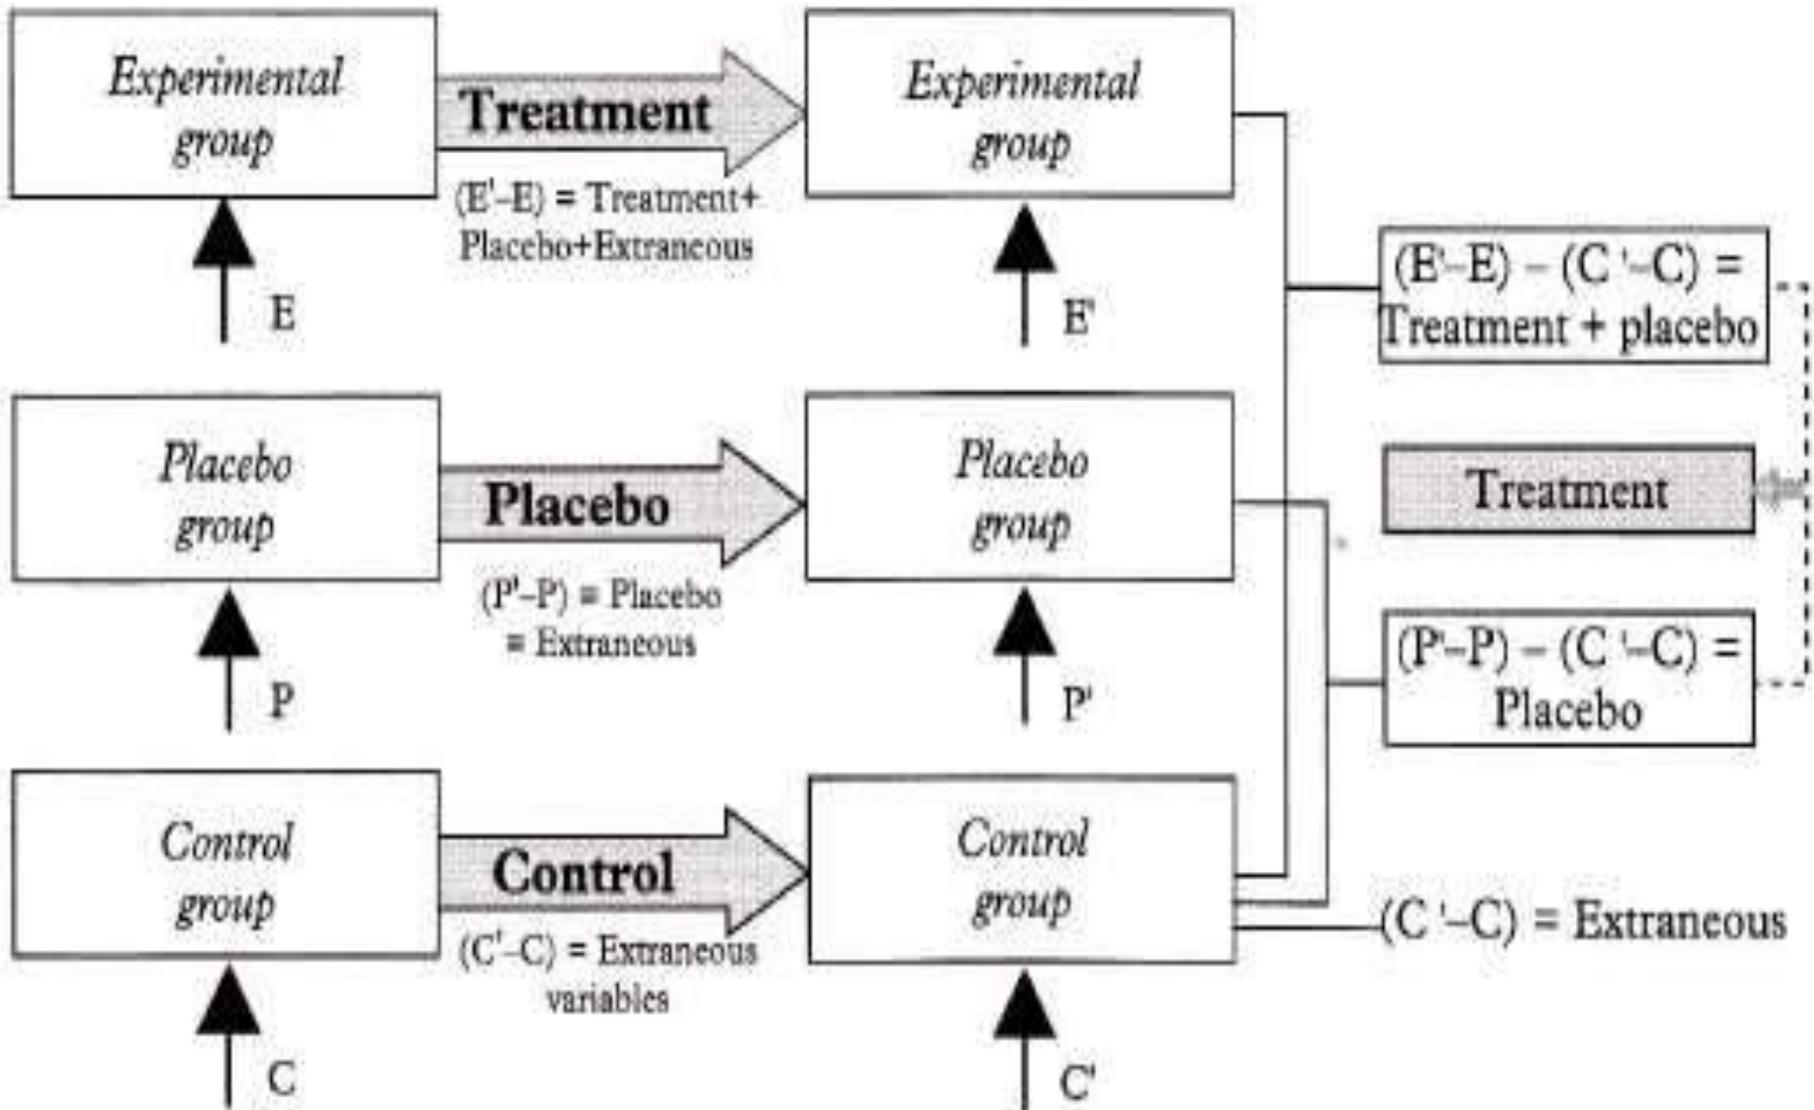 Experimental
group
Treatment
(E'–E) = Treatment+
Placebo+Extraneous
Experimental
group
E
E'
(E'–E) – (C '–C) =
Treatment + placebo
Placebo
group
Placebo
(P'–P) = Placebo
= Extraneous
Placebo
group
P
P'
Treatment
(P'–P) – (C '–C) =
Placebo
Control
group
Control
(C'–C) = Extraneous
variables
Control
group
C
C'
(C '–C) = Extraneous